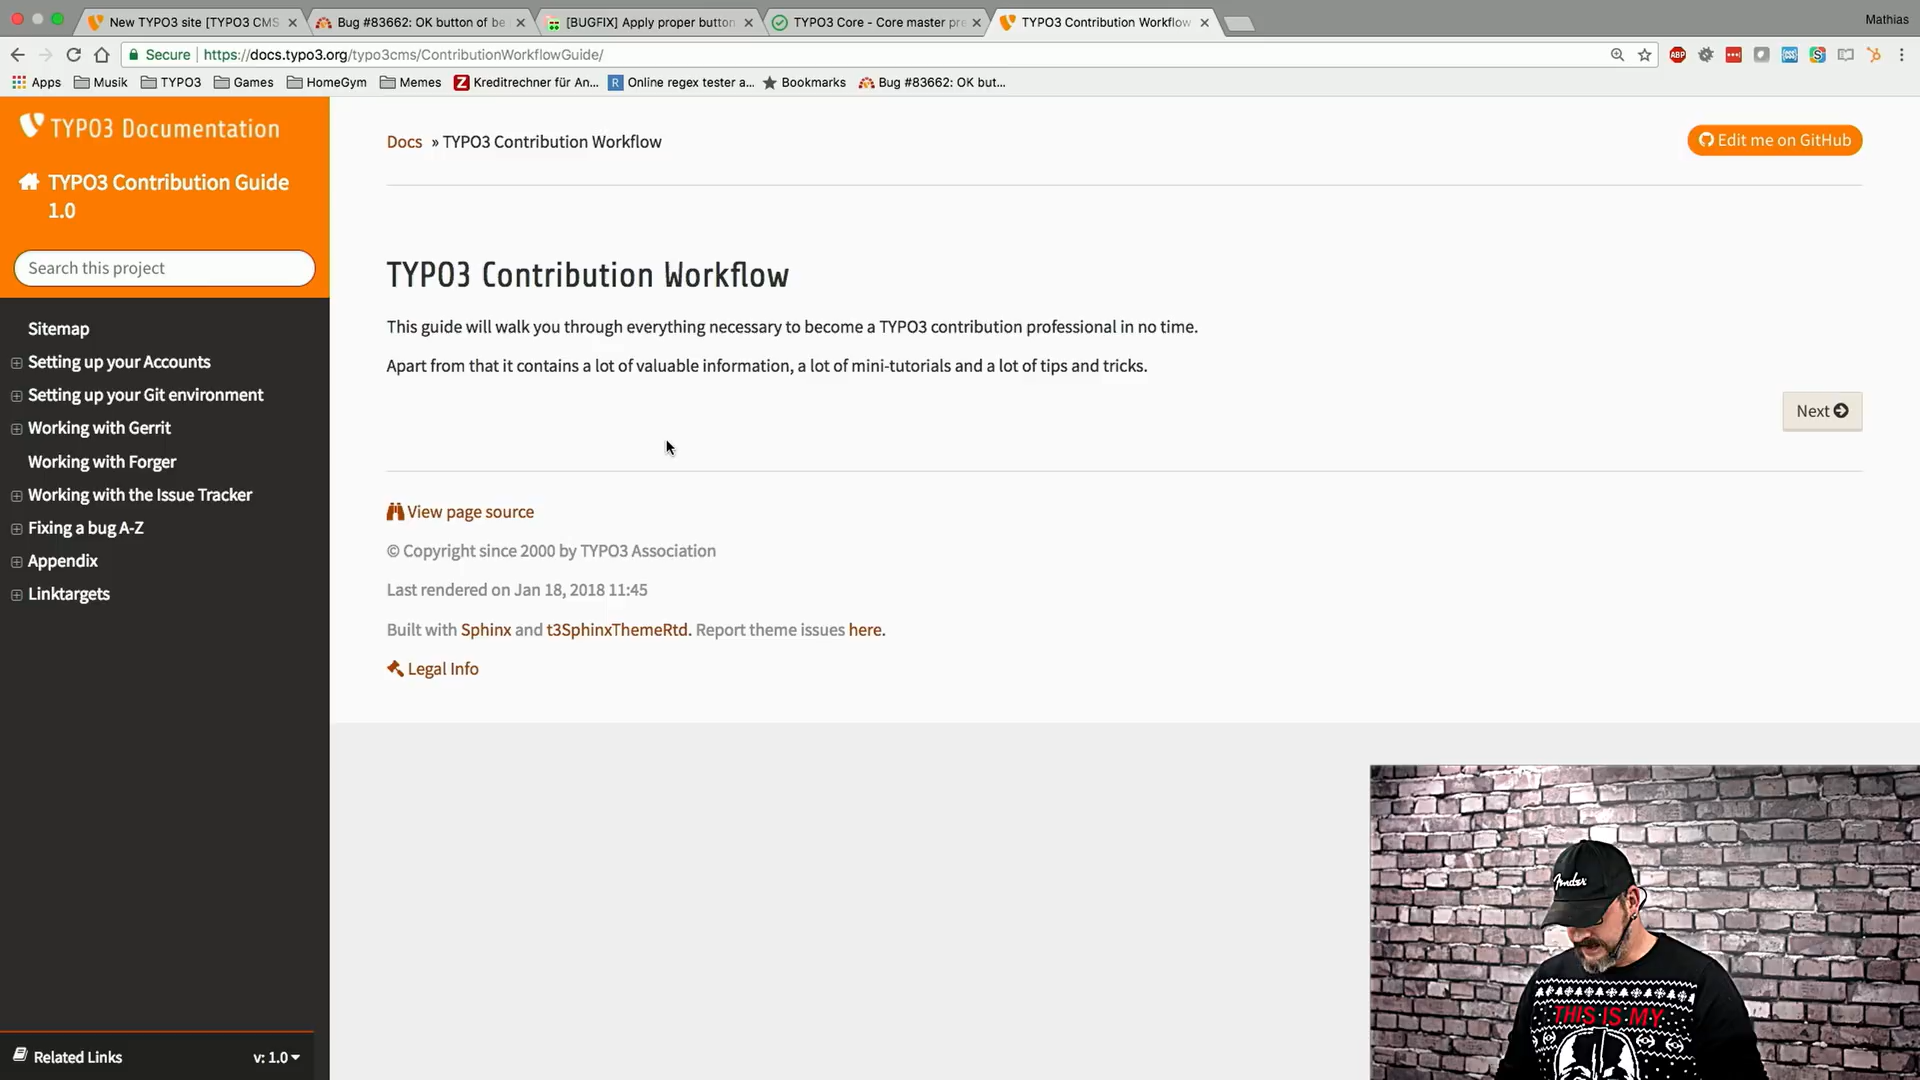 New TYPO3 site [TYPO3 CMS
Bug #83662: OK button of be
[BUGFIX] Apply proper button
TYPO3 Core - Core master pre
TYPO3 Contribution Workflow
Mathias
Secure
https://docs.typo3.org/typo3cms/ContributionWorkflowGuide/
ABP
Apps
Musik
TYPO3
Games
HomeGym
Memes
Z Kreditrechner für An...
R Online regex tester a...
Bookmarks
Bug #83662: OK but...
TYPO3 Documentation
TYPO3 Contribution Guide
1.0
Search this project
Sitemap
Setting up your Accounts
Setting up your Git environment
Working with Gerrit
Working with Forger
Working with the Issue Tracker
Fixing a bug A-Z
Appendix
Linktargets
Related Links
v: 1.0
Docs » TYPO3 Contribution Workflow
Edit me on GitHub
TYPO3 Contribution Workflow
This guide will walk you through everything necessary to become a TYPO3 contribution professional in no time.
Apart from that it contains a lot of valuable information, a lot of mini-tutorials and a lot of tips and tricks.
Next
View page source
© Copyright since 2000 by TYPO3 Association
Last rendered on Jan 18, 2018 11:45
Built with Sphinx and t3SphinxThemeRtd. Report theme issues here.
Legal Info
Fender
THIS IS MY